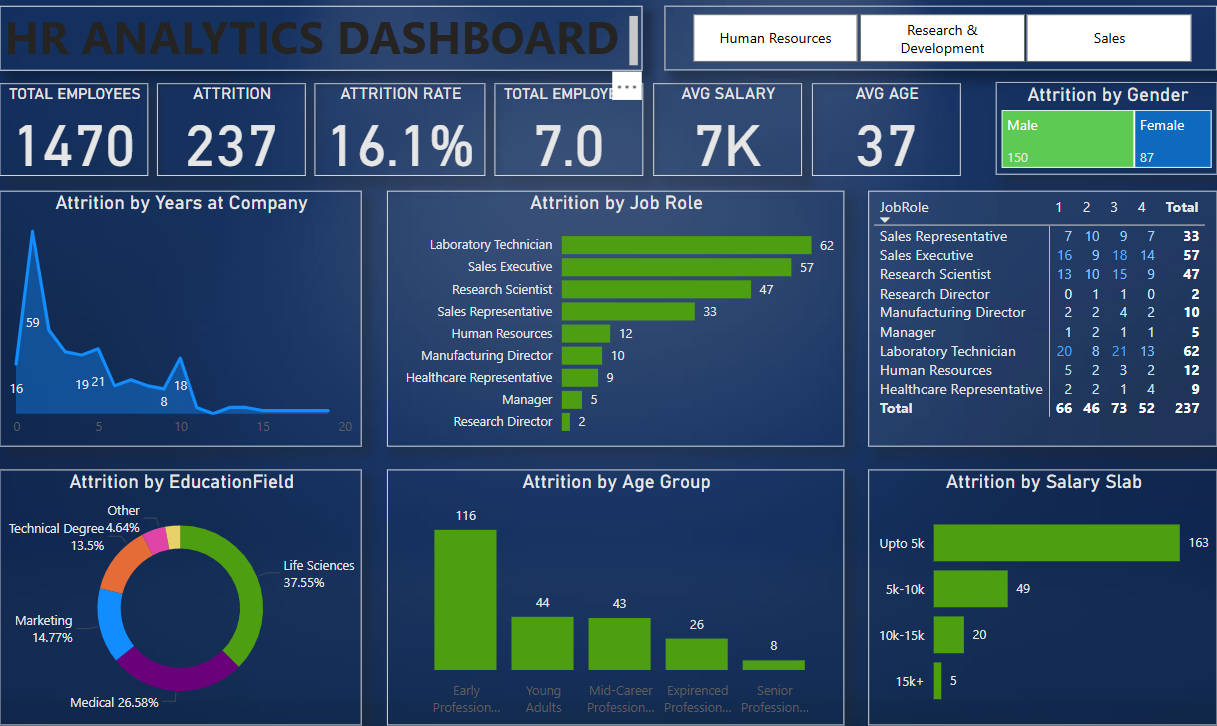 HR ANALYTICS DASHBOARD
Human Resources
Research &
Development
Sales
TOTAL EMPLOYEES
1470
ATTRITION
237
ATTRITION RATE
16.1%
TOTAL EMPLOYE
7.0
AVG SALARY
7K
AVG AGE
37
Attrition by Gender
Male
150
Female
87
Attrition by Years at Company
59
16
19
21
8
18
0
5
10
15
20
Attrition by Job Role
Laboratory Technician 62
Sales Executive 57
Research Scientist 47
Sales Representative 33
Human Resources 12
Manufacturing Director 10
Healthcare Representative 9
Manager 5
Research Director 2
JobRole 1 2 3 4 Total
Sales Representative 7 10 9 7 33
Sales Executive 16 9 18 14 57
Research Scientist 13 10 15 9 47
Research Director 0 1 1 0 2
Manufacturing Director 2 2 4 2 10
Manager 1 2 1 1 5
Laboratory Technician 20 8 21 13 62
Human Resources 5 2 3 2 12
Healthcare Representative 2 2 1 4 9
Total 66 46 73 52 237
Attrition by EducationField
Other
4.64%
Technical Degree
13.5%
Life Sciences
37.55%
Marketing
14.77%
Medical 26.58%
Attrition by Age Group
116
44
43
26
8
Early
Profession...
Young
Adults
Mid-Career
Profession...
Expirenced
Profession...
Senior
Profession...
Attrition by Salary Slab
Upto 5k 163
5k-10k 49
10k-15k 20
15k+ 5